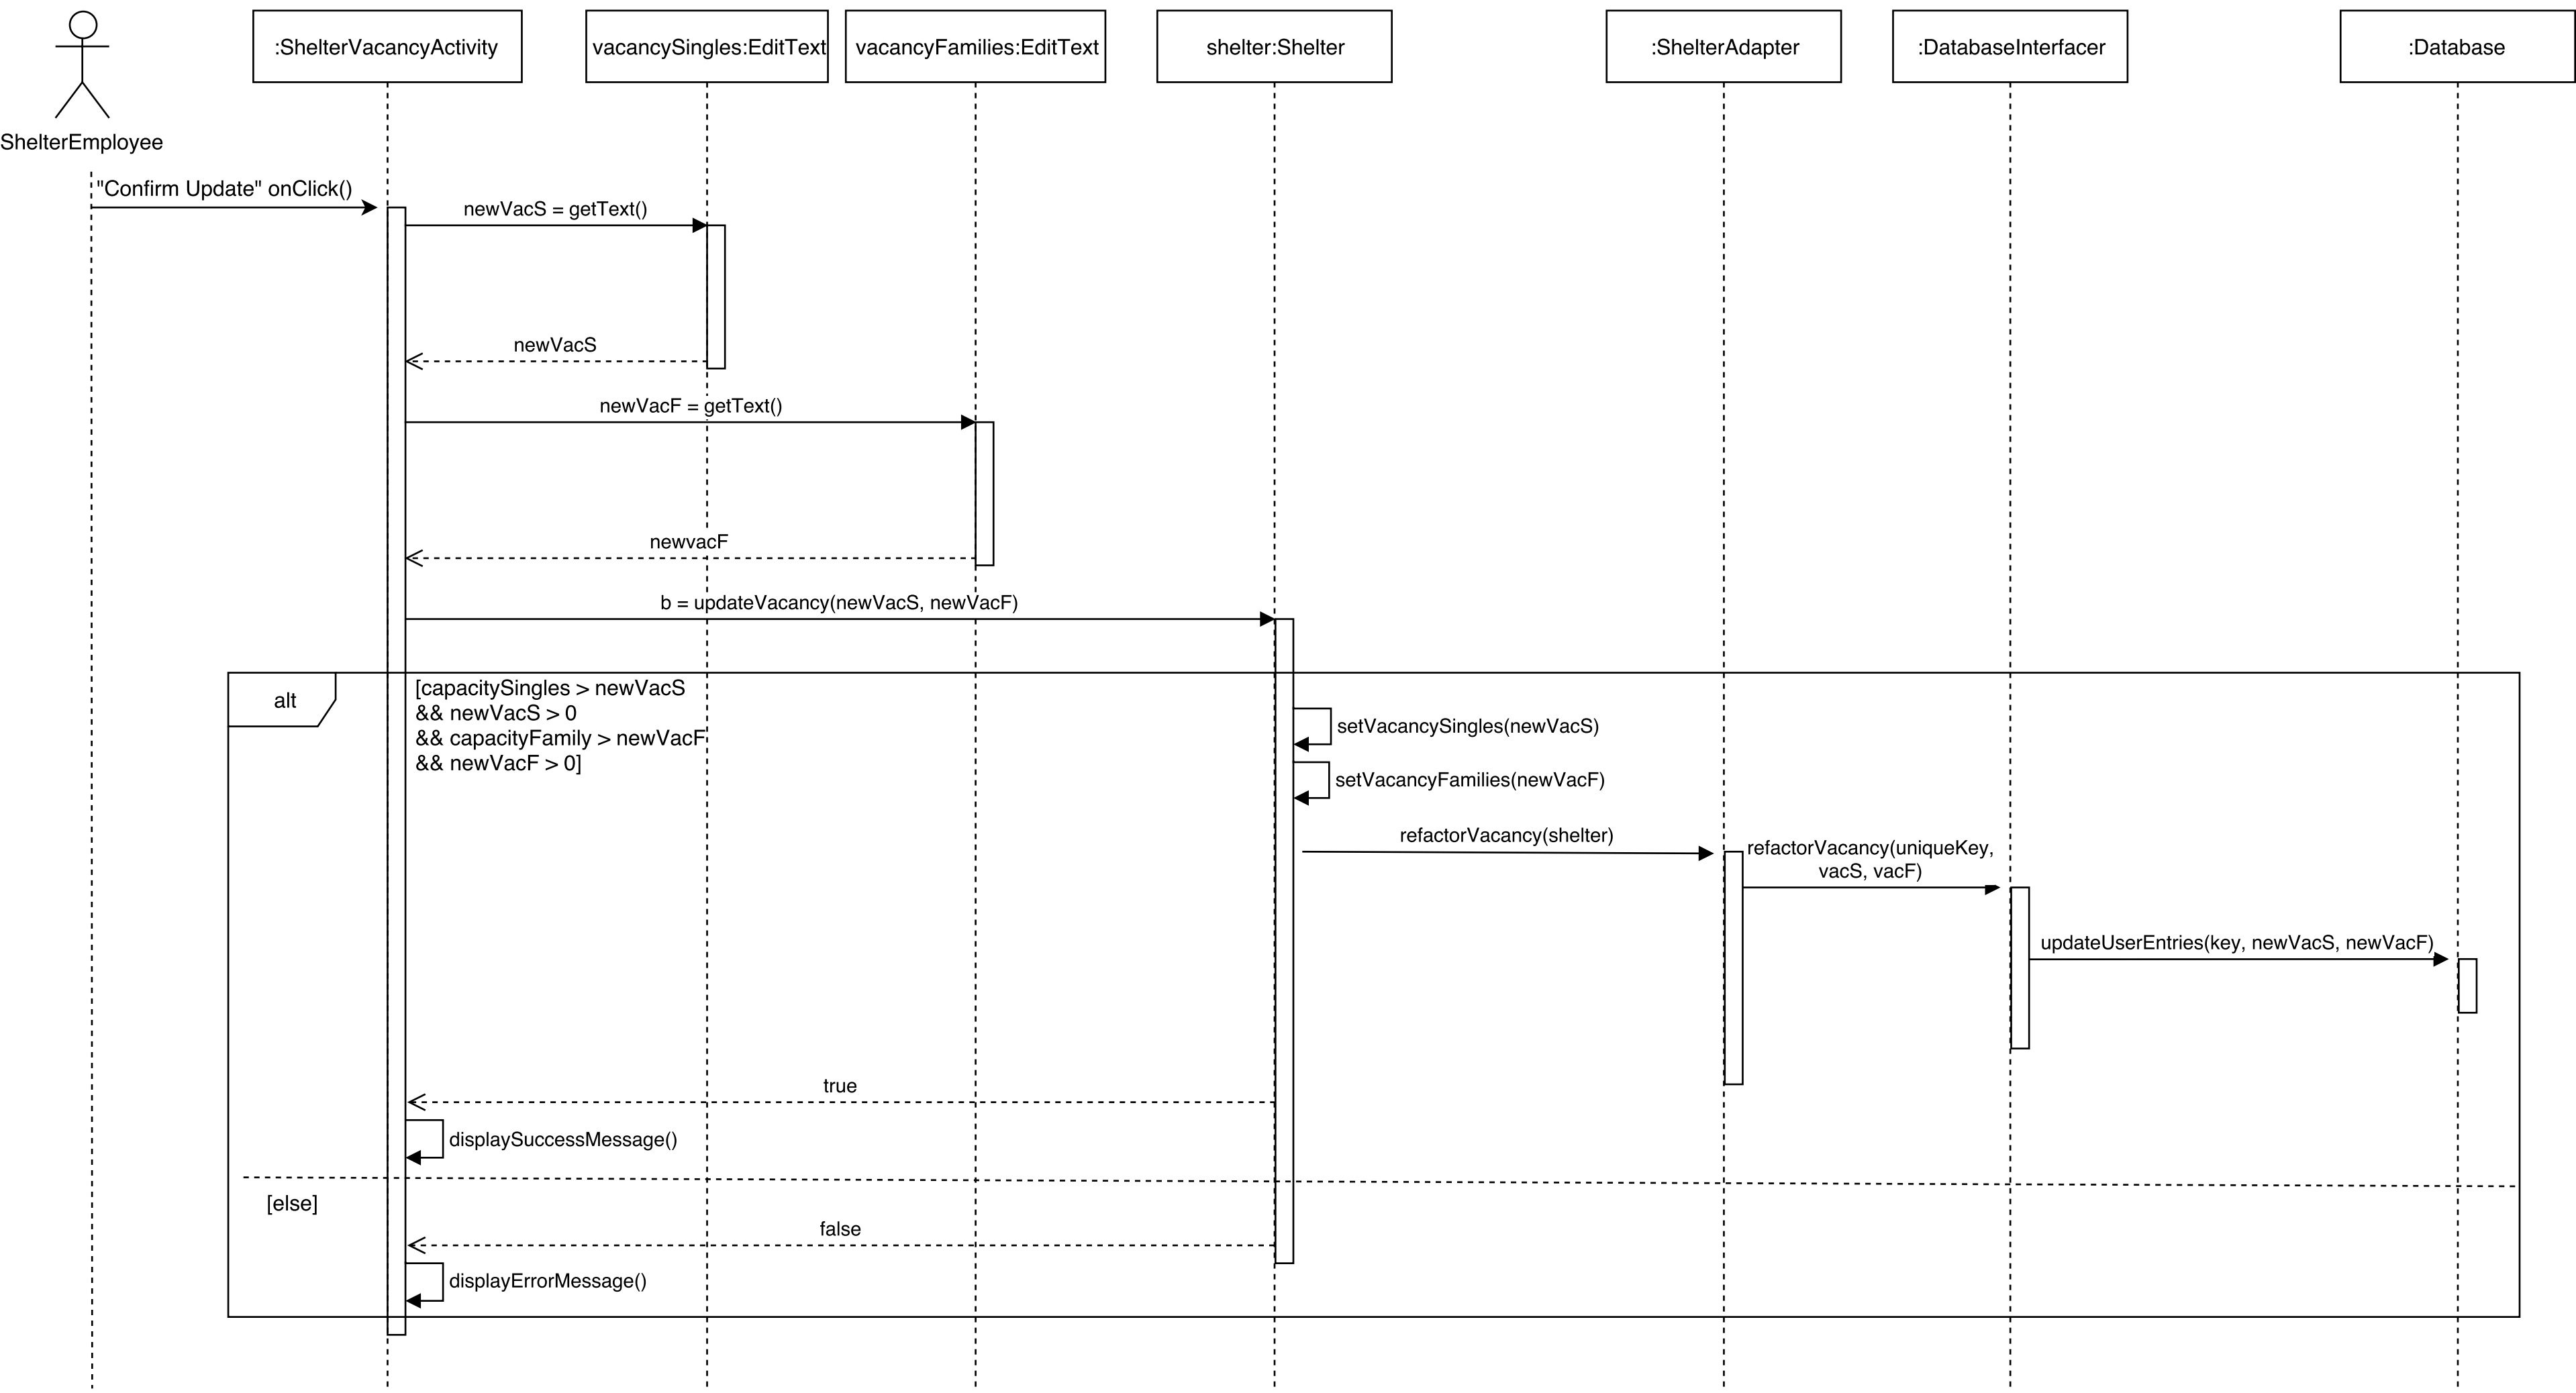 :ShelterVacancyActivity
vacancySingles:EditText
vacancyFamilies:EditText
shelter:Shelter
:ShelterAdapter
:DatabaseInterfacer
:Database
ShelterEmployee
"Confirm Update" onClick()
newVacS = getText()
newVacS
newVacF = getText()
newvacF
b = updateVacancy(newVacS, newVacF)
alt
[capacitySingles > newVacS
&& newVacS > 0
&& capacityFamily > newVacF
&& newVacF > 0]
setVacancySingles(newVacS)
setVacancyFamilies(newVacF)
refactorVacancy(shelter)
refactorVacancy(uniqueKey,
vacS, vacF)
updateUserEntries(key, newVacS, newVacF)
true
displaySuccessMessage()
[else]
false
displayErrorMessage()